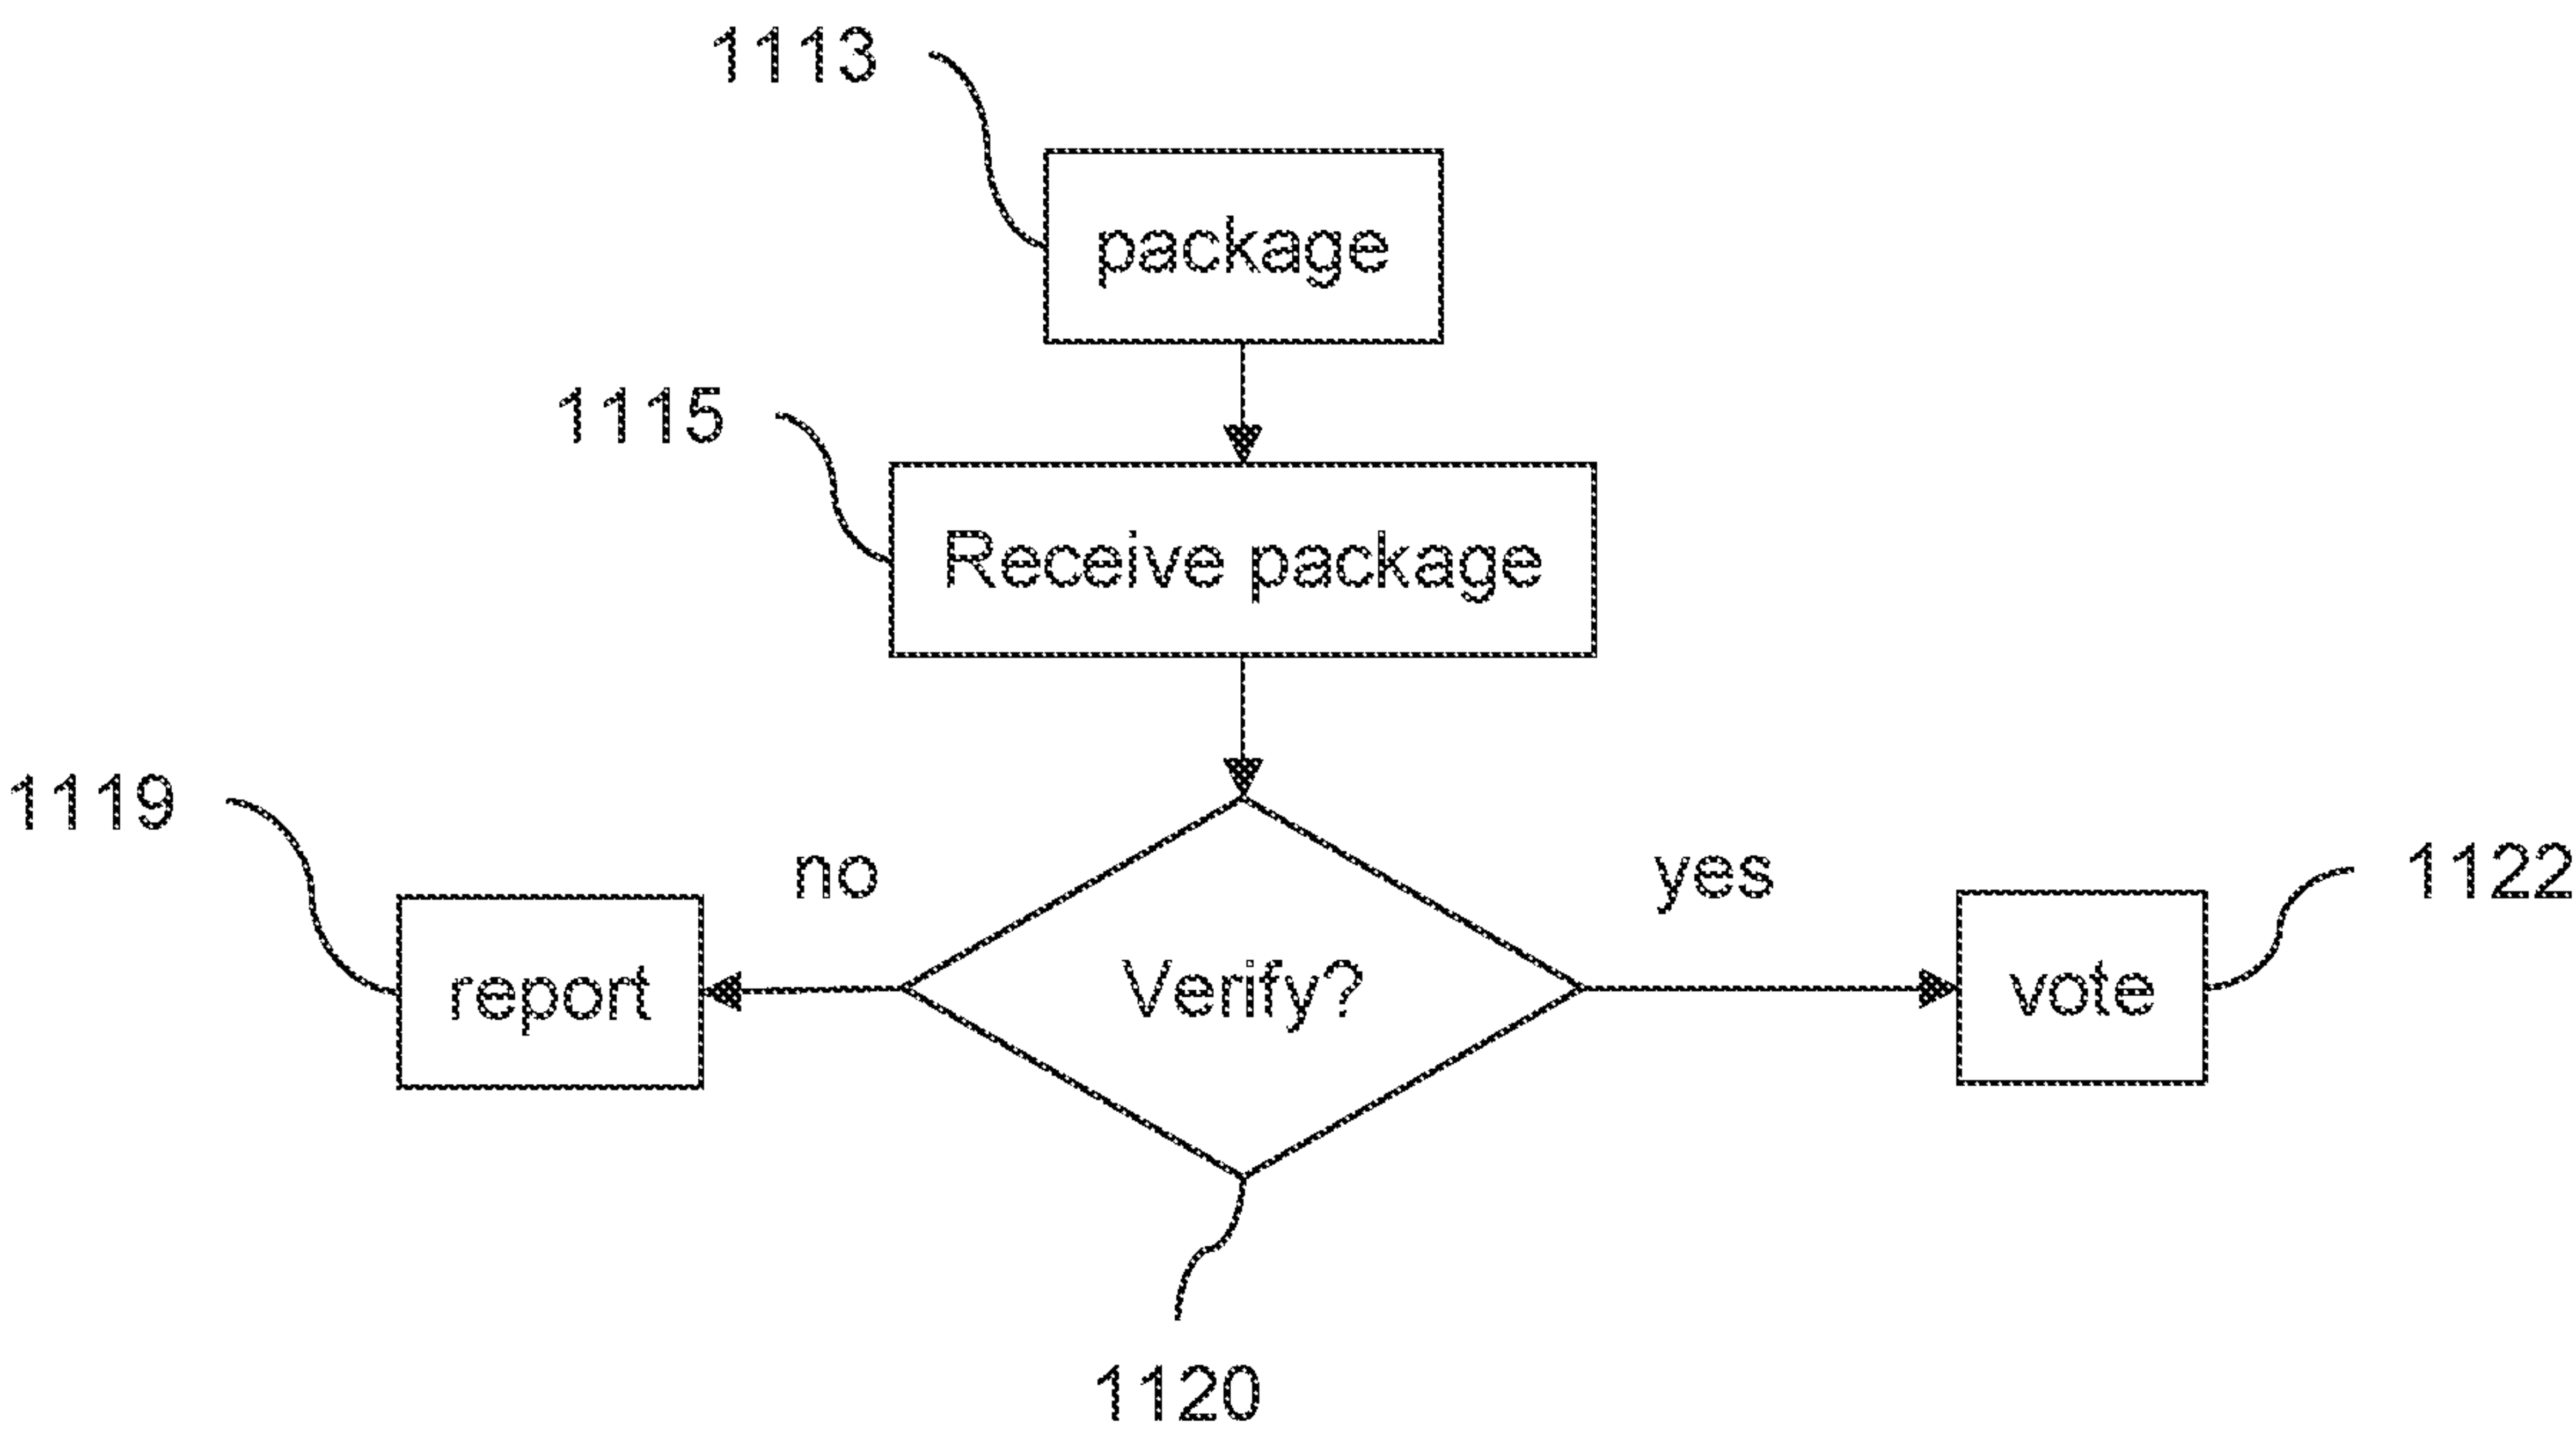 1113
package
1115
Receive package
1119
no
yes
1122
report
Verify?
vote
1120